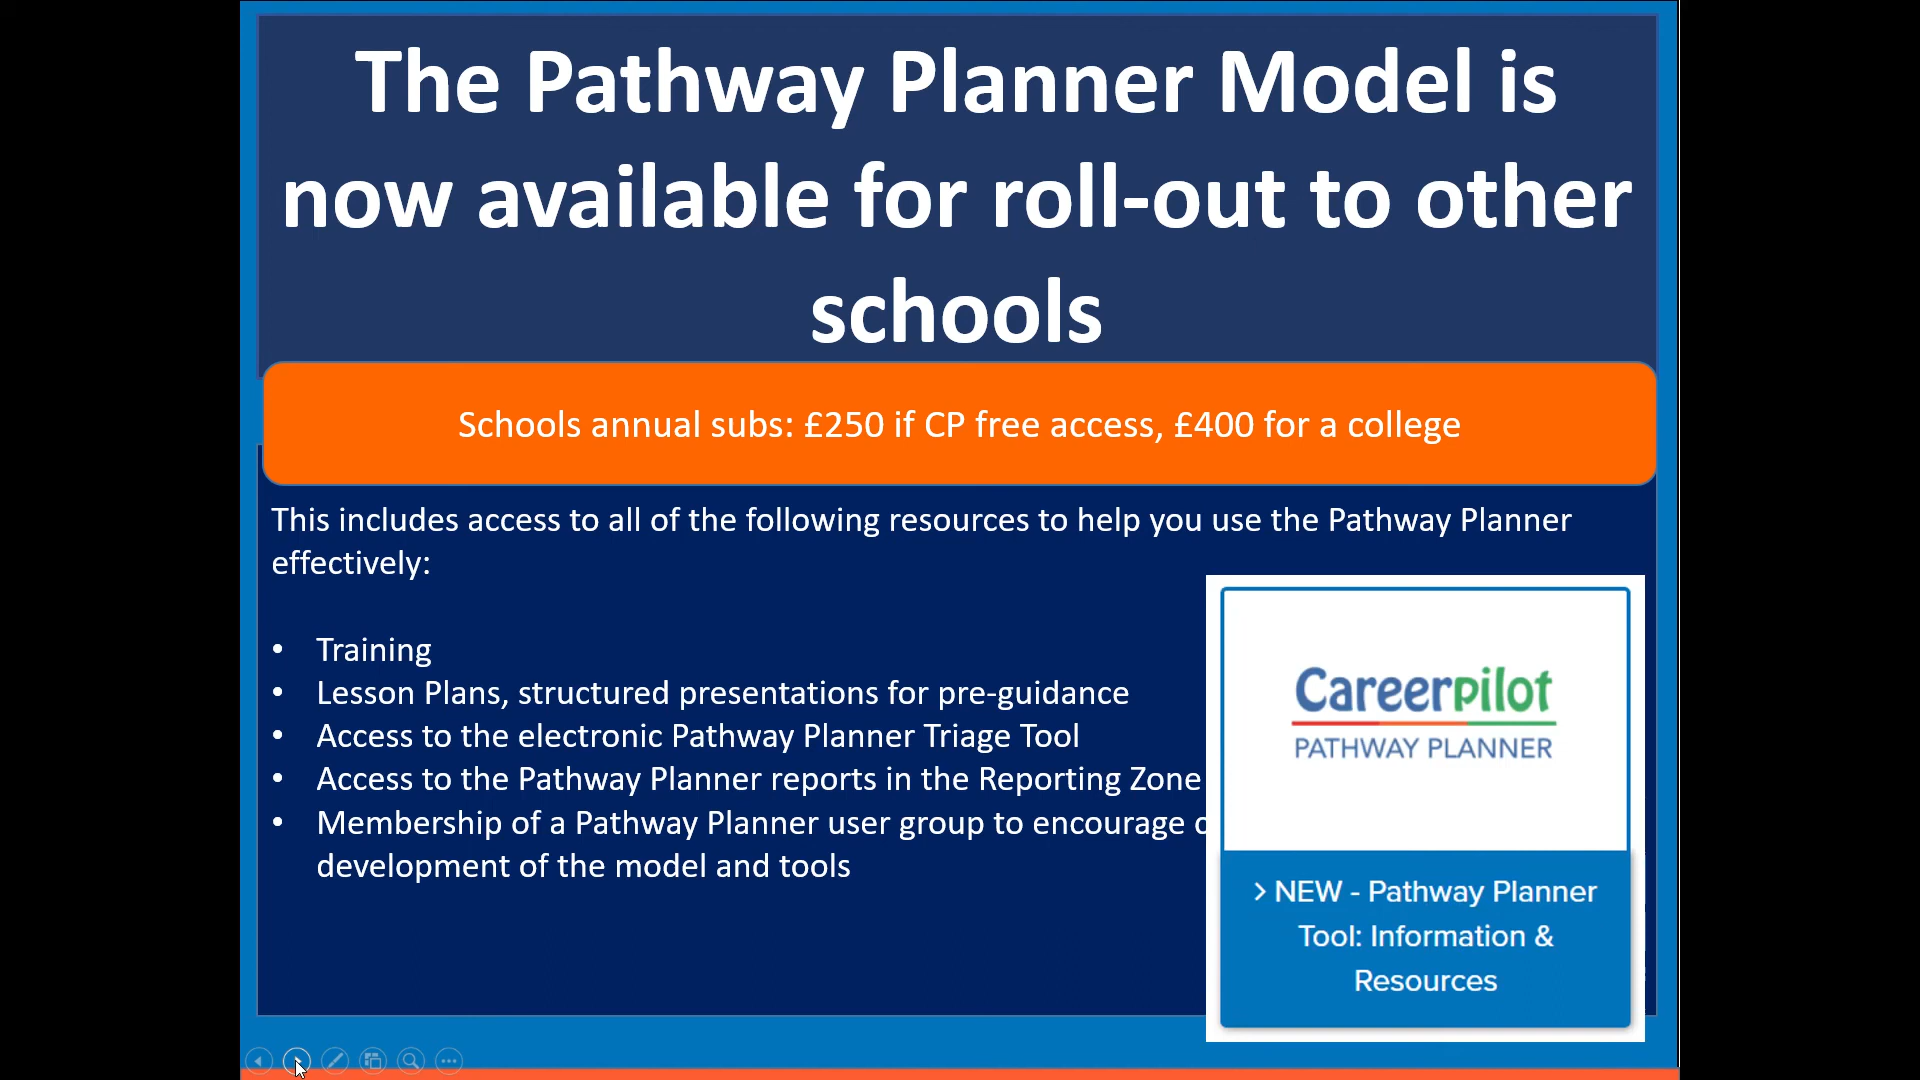 The Pathway Planner Model is
now available for roll-out to other
schools
Schools annual subs: £250 if CP free access, £400 for a college
This includes access to all of the following resources to help you use the Pathway Planner
effectively:
• Training
• Lesson Plans, structured presentations for pre-guidance
• Access to the electronic Pathway Planner Triage Tool
• Access to the Pathway Planner reports in the Reporting Zone
• Membership of a Pathway Planner user group to encourage
development of the model and tools
Careerpilot
PATHWAY PLANNER
> NEW - Pathway Planner
Tool: Information &
Resources